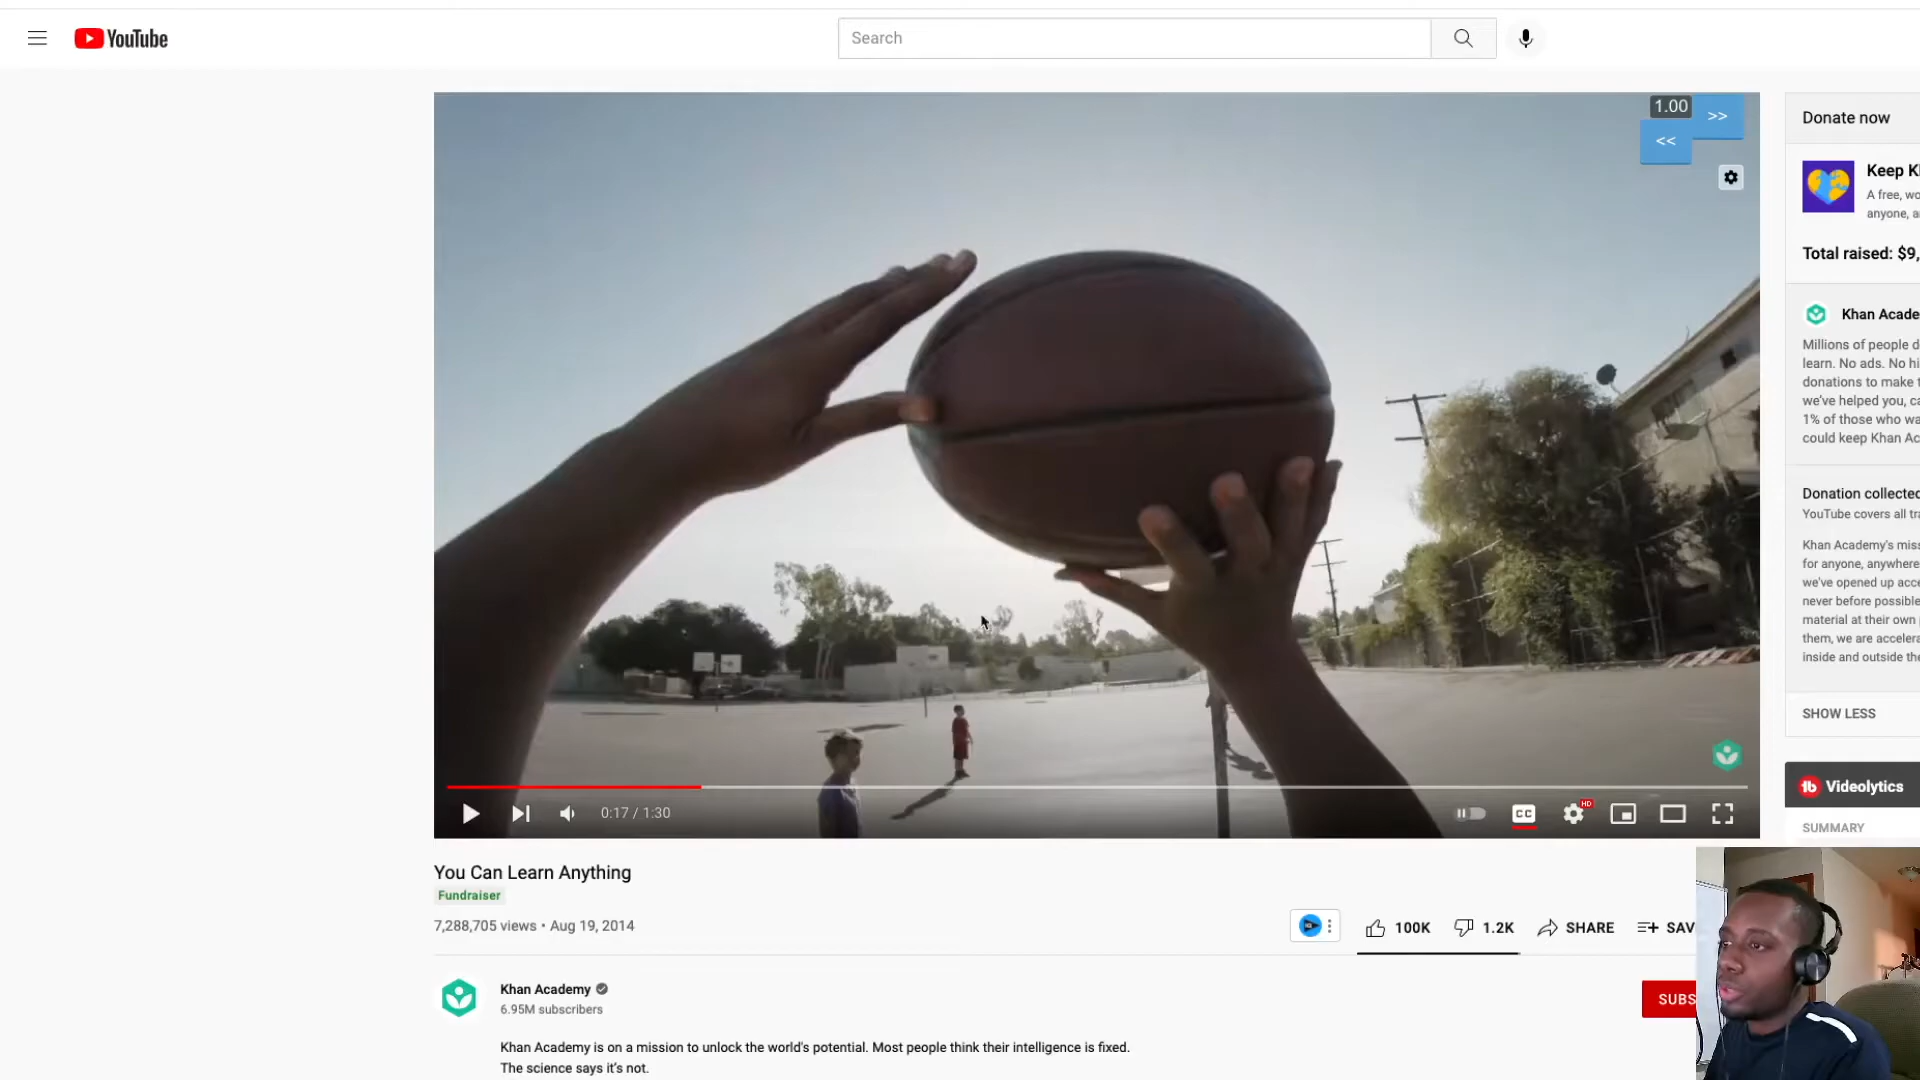 YouTube
Search
1.00
>>
<<
Donate now
Keep K
A free, wo
anyone, a
Total raised: $9,
Khan Acade
Millions of people d
learn. No ads. No hi
donations to make t
we've helped you, ca
1% of those who wa
could keep Khan Ac
Donation collected
YouTube covers all tra
Khan Academy's miss
for anyone, anywhere
we've opened up acce
never before possible
material at their own p
them, we are accelera
inside and outside the
SHOW LESS
Videolytics
SUMMARY
0:17 / 1:30
CC
HD
You Can Learn Anything
Fundraiser
7,288,705 views • Aug 19, 2014
100K
1.2K
SHARE
SAV
Khan Academy
6.95M subscribers
SUBS
Khan Academy is on a mission to unlock the world's potential. Most people think their intelligence is fixed.
The science says it's not.